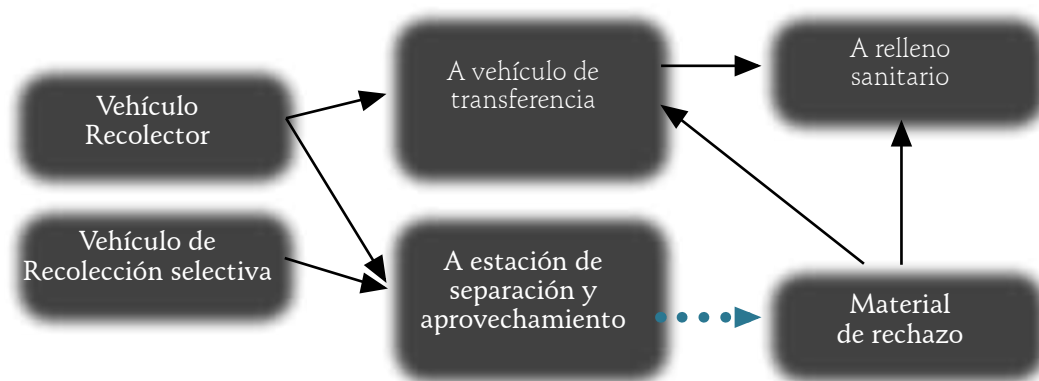 Vehículo
Recolector
Vehículo de
Recolección selectiva
A vehículo de
transferencia
A estación de
separación y
aprovechamiento
A relleno
sanitario
Material
de rechazo